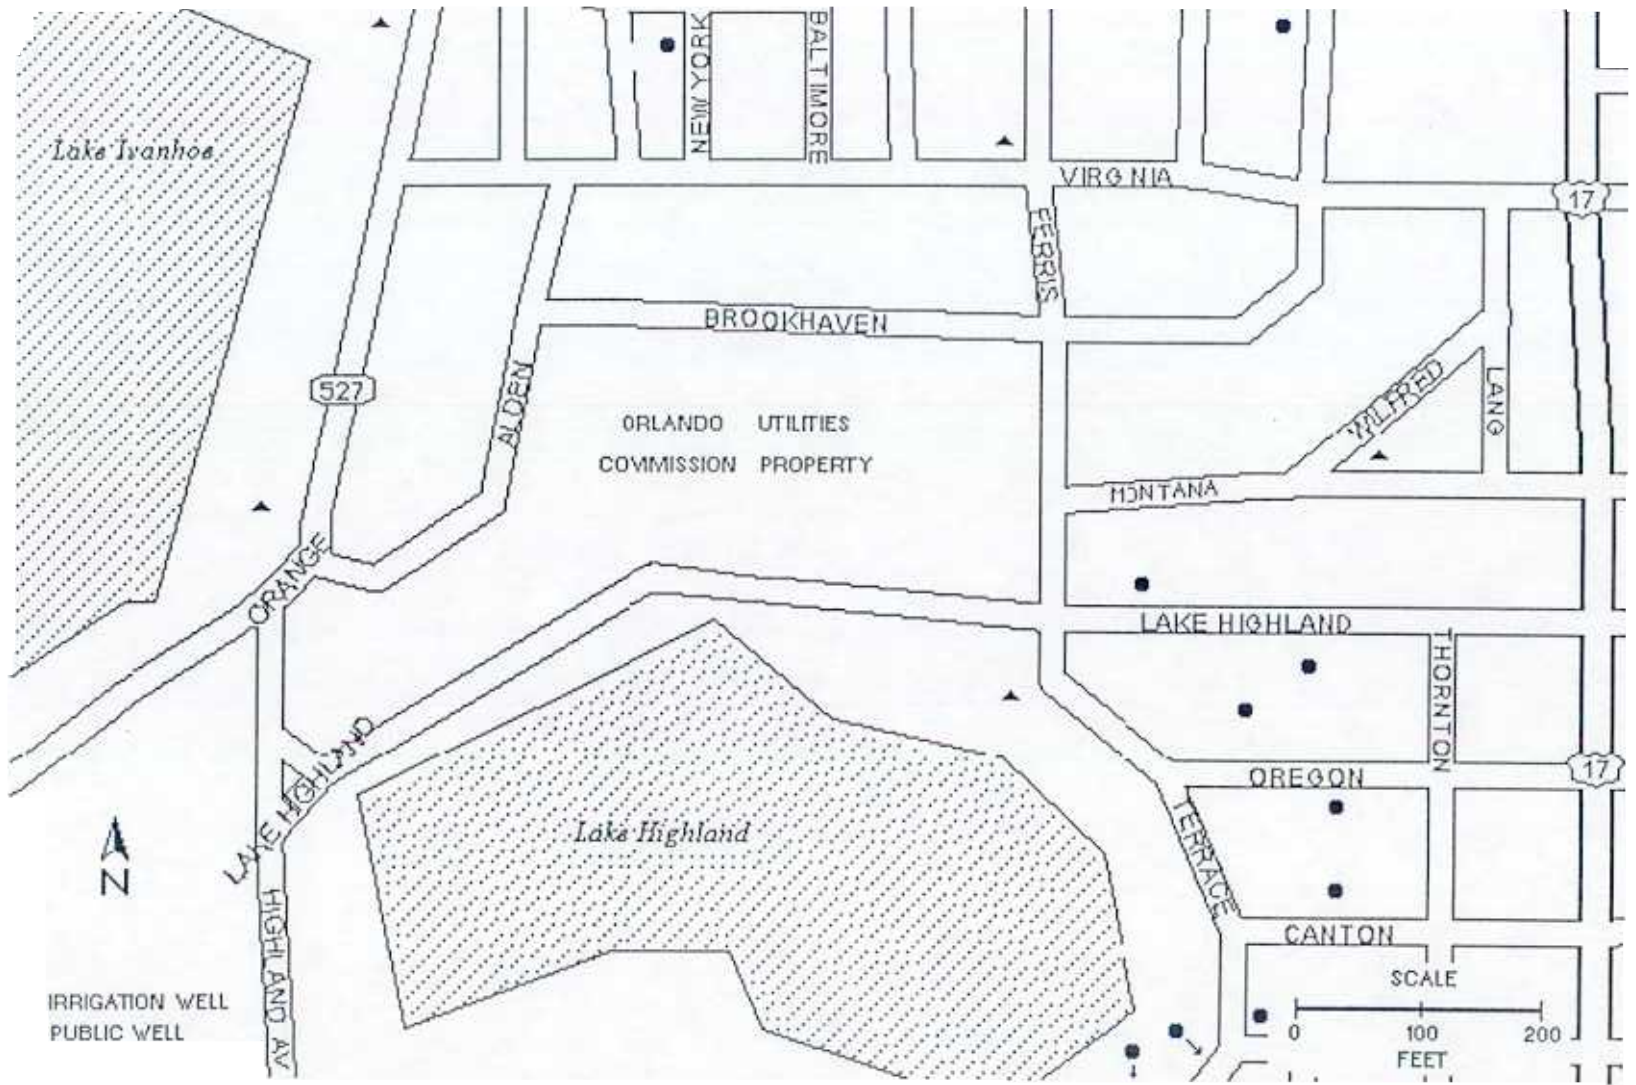 NEW YORK
BALTIMORE
Lake Ivanhoe
VIRGINIA
17
FERRIS
BROOKHAVEN
527
ALDEN
WILFRED
LANG
ORLANDO UTILITIES
COMMISSION PROPERTY
MONTANA
ORANGE
LAKE HIGHLAND
THORNTON
LAKE HIGHLAND
OREGON
17
Lake Highland
TERRACE
N
HIGHLAND AV
CANTON
SCALE
0 100 200
FEET
IRRIGATION WELL
PUBLIC WELL